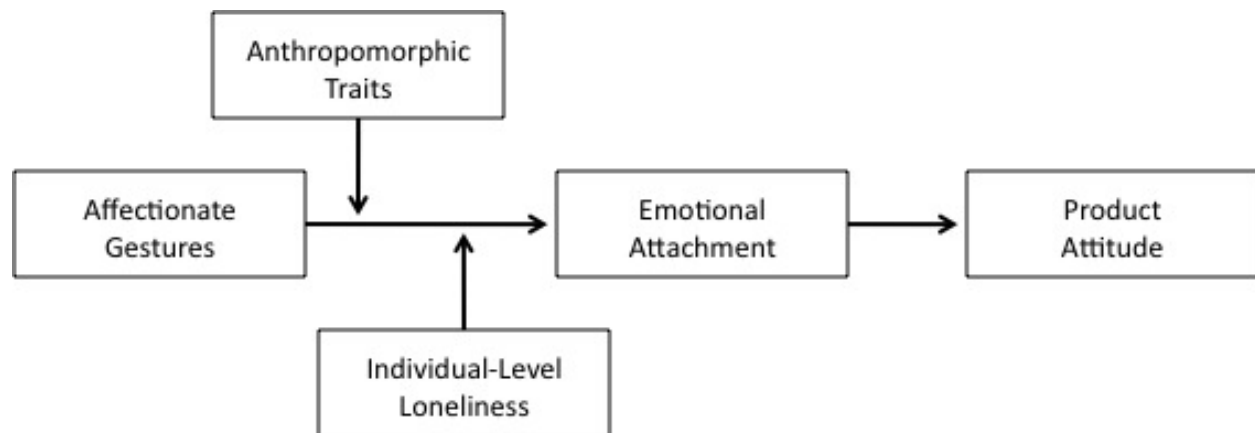 Anthropomorphic
Traits
Affectionate
Gestures
Emotional
Attachment
Product
Attitude
Individual-Level
Loneliness